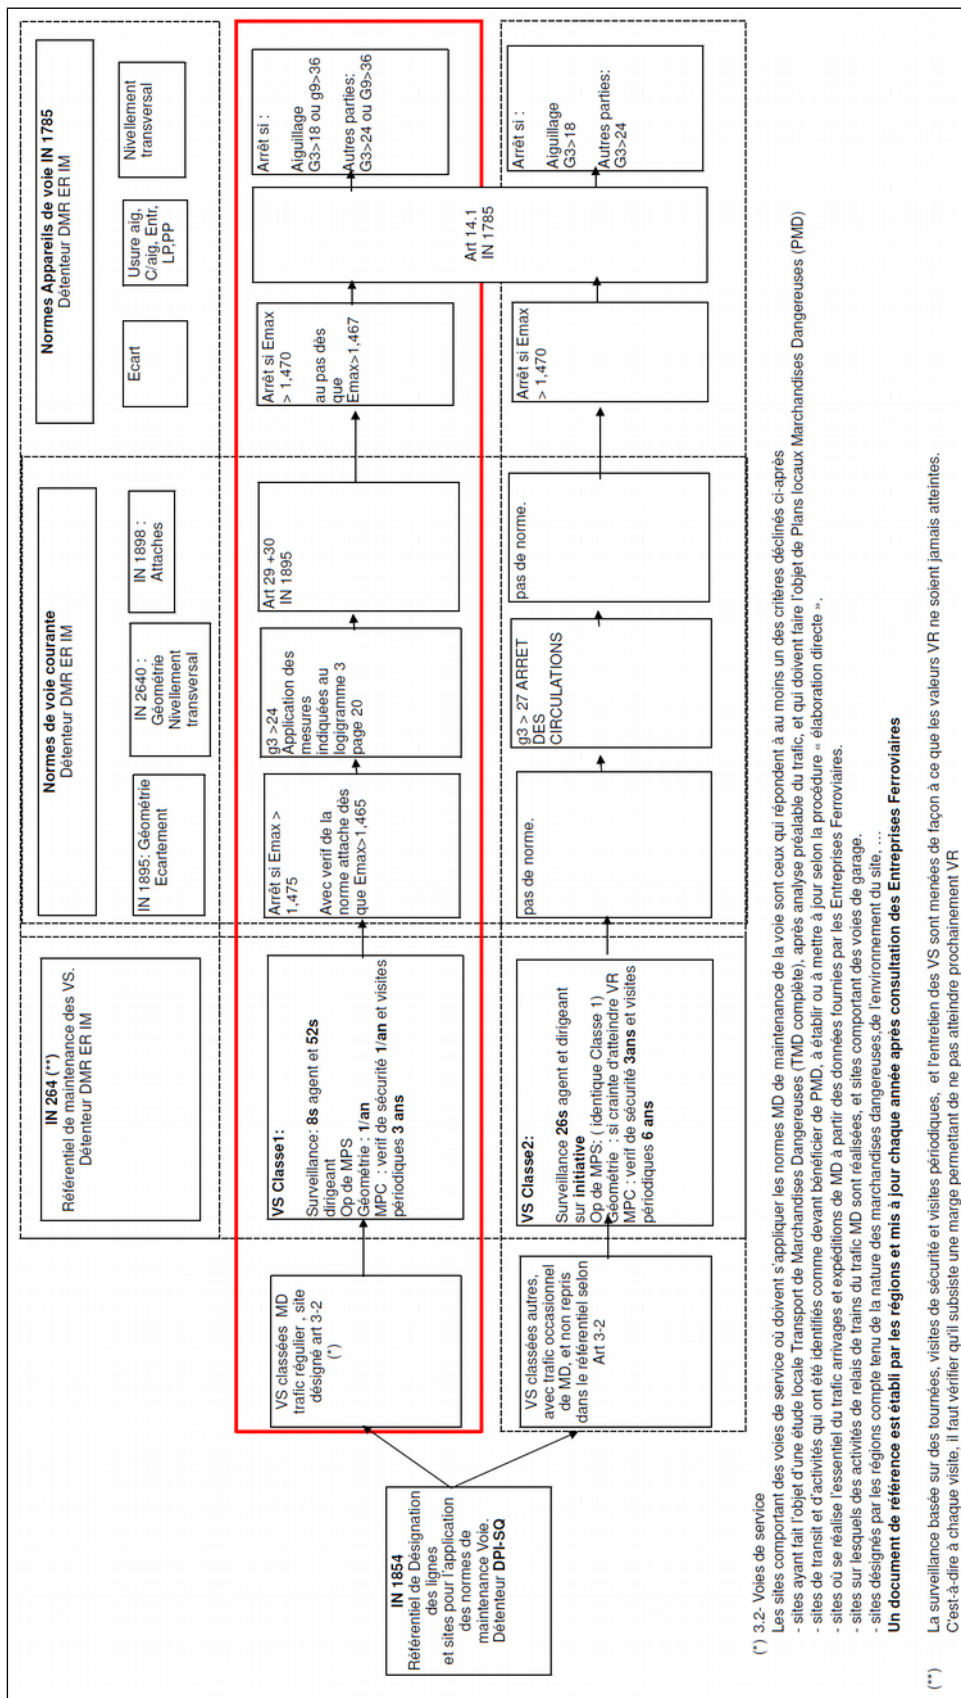 IN 1854
Référentiel de Désignation
des lignes
et sites pour l'application
des normes de
maintenance Voie.
Détenteur DPI-SQ
IN 264 (**)
Référentiel de maintenance des VS.
Détenteur DMR ER IM
Normes de voie courante
Détenteur DMR ER IM
IN 1895: Géométrie
Ecartement
IN 2640 :
Géométrie
Nivellement
transversal
IN 1898 :
Attaches
Normes Appareils de voie IN 1785
Détenteur DMR ER IM
Ecart
Usure aig,
C/aig, Entr,
LP,PP
Nivellement
transversal
VS classées MD
trafic régulier , site
désigné art 3-2
(*)
VS Classe1:
Surveillance: 8s agent et 52s
dirigeant
Op de MPS
Géométrie : 1/an
MPC : verif de sécurité 1/an et visites
périodiques 3 ans
Arrêt si Emax >
1,475
Avec verif de la
norme attache dès
que Emax>1,465
g3 >24
Application des
mesures
indiquées au
logigramme 3
page 20
Art 29 +30
IN 1895
Arrêt si Emax
> 1,470
au pas dès
que
Emax>1,467
Art 14.1
IN 1785
Arrêt si :
Aiguillage
G3>18 ou g9>36
Autres parties:
G3>24 ou G9>36
VS classées autres,
avec trafic occasionnel
de MD, et non repris
dans le référentiel selon
Art 3-2
VS Classe2:
Surveillance 26s agent et dirigeant
sur initiative
Op de MPS: ( identique Classe 1)
Géométrie : si crainte d'atteindre VR
MPC : verif de sécurité 3ans et visites
périodiques 6 ans
pas de norme.
g3 > 27 ARRET
DES
CIRCULATIONS
pas de norme.
Arrêt si Emax
> 1,470
Arrêt si :
Aiguillage
G3>18
Autres parties:
G3>24
(*) 3.2- Voies de service
Les sites comportant des voies de service où doivent s'appliquer les normes MD de maintenance de la voie sont ceux qui répondent à au moins un des critères déclinés ci-après
- sites ayant fait l'objet d'une étude locale Transport de Marchandises Dangereuses (TMD complète), après analyse préalable du trafic, et qui doivent faire l'objet de Plans locaux Marchandises Dangereuses (PMD)
- sites de transit et d'activités qui ont été identifiés comme devant bénéficier de PMD, à établir ou à mettre à jour selon la procédure « élaboration directe ».
- sites où se réalise l'essentiel du trafic arrivages et expéditions de MD à partir des données fournies par les Entreprises Ferroviaires.
- sites sur lesquels des activités de relais de trains du trafic MD sont réalisées, et sites comportant des voies de garage.
- sites désignés par les régions compte tenu de la nature des marchandises dangereuses,de l'environnement du site, …
Un document de référence est établi par les régions et mis à jour chaque année après consultation des Entreprises Ferroviaires
(**) La surveillance basée sur des tournées, visites de sécurité et visites périodiques, et l'entretien des VS sont menées de façon à ce que les valeurs VR ne soient jamais atteintes.
C'est-à-dire à chaque visite, il faut vérifier qu'il subsiste une marge permettant de ne pas atteindre prochainement VR